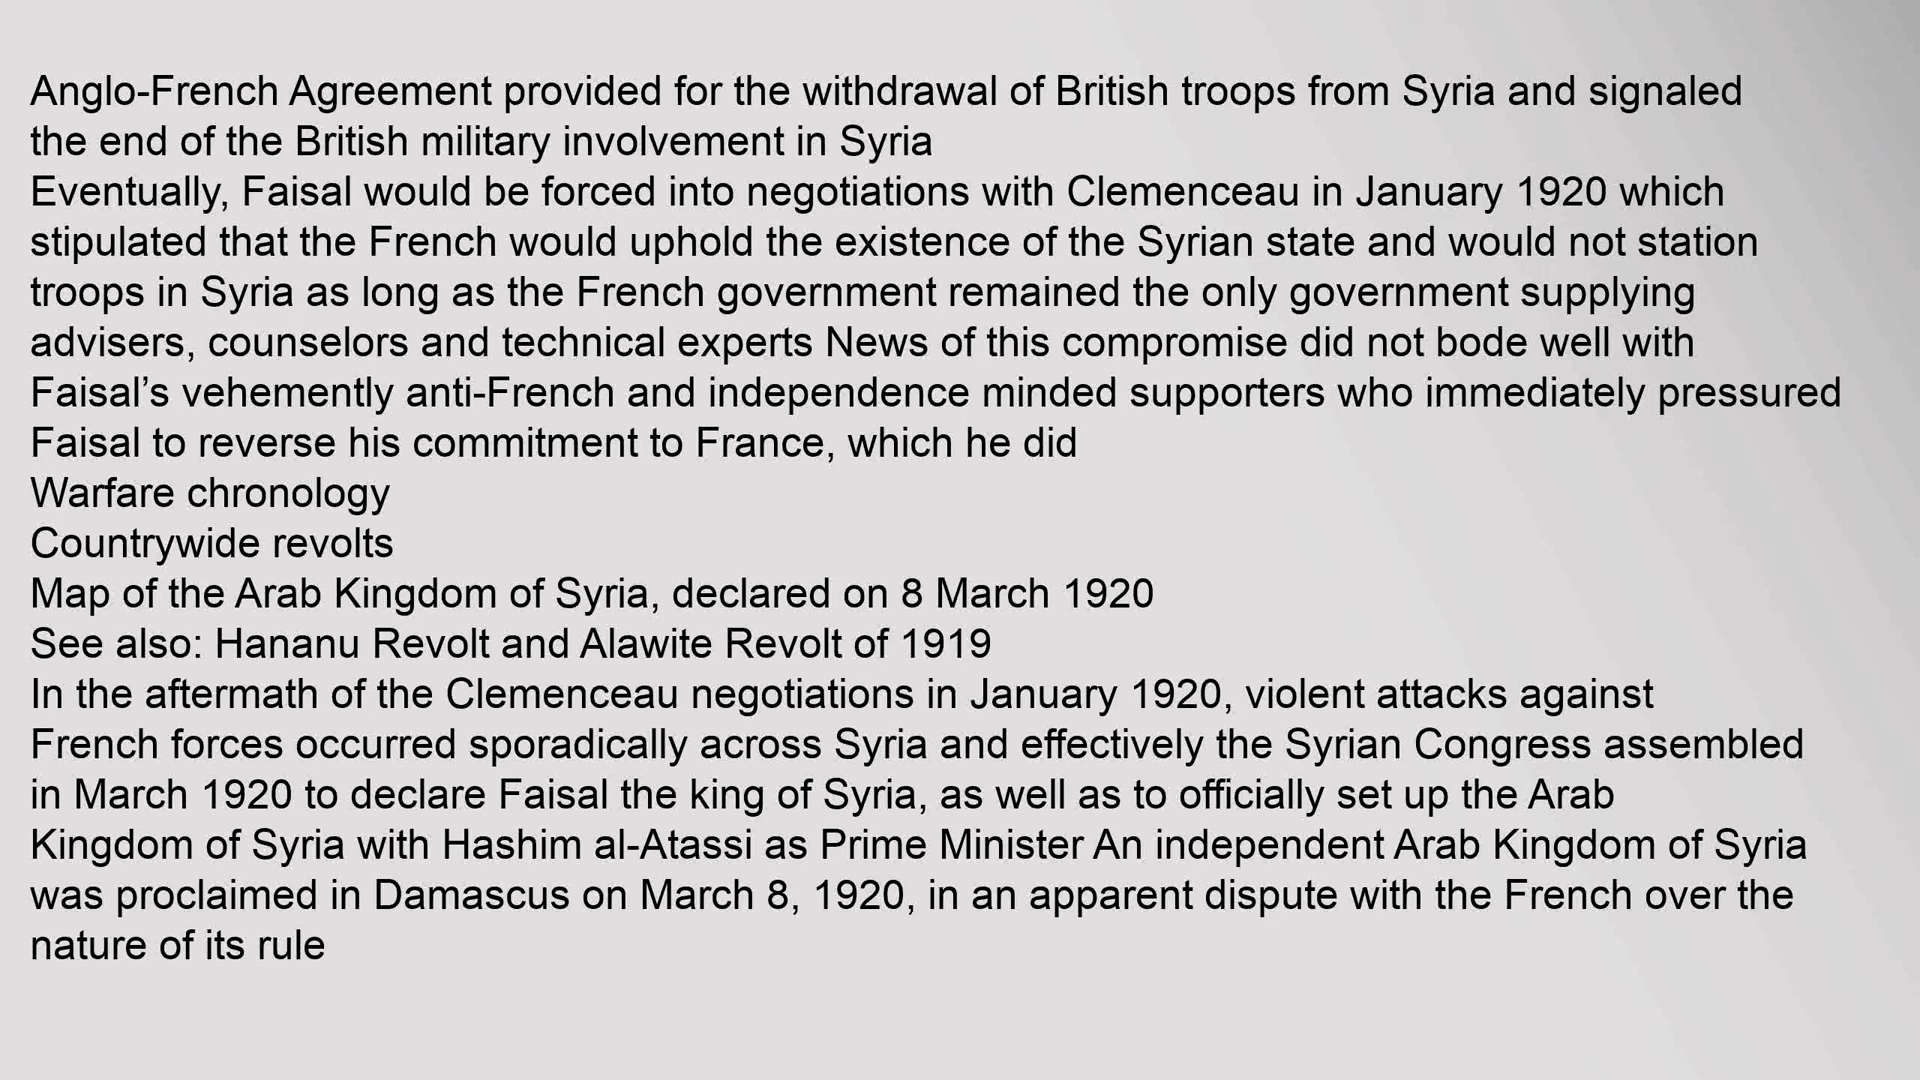 Anglo-French Agreement provided for the withdrawal of British troops from Syria and signaled
the end of the British military involvement in Syria
Eventually, Faisal would be forced into negotiations with Clemenceau in January 1920 which
stipulated that the French would uphold the existence of the Syrian state and would not station
troops in Syria as long as the French government remained the only government supplying
advisers, counselors and technical experts News of this compromise did not bode well with
Faisal’s vehemently anti-French and independence minded supporters who immediately pressured
Faisal to reverse his commitment to France, which he did
Warfare chronology
Countrywide revolts
Map of the Arab Kingdom of Syria, declared on 8 March 1920
See also: Hananu Revolt and Alawite Revolt of 1919
In the aftermath of the Clemenceau negotiations in January 1920, violent attacks against
French forces occurred sporadically across Syria and effectively the Syrian Congress assembled
in March 1920 to declare Faisal the king of Syria, as well as to officially set up the Arab
Kingdom of Syria with Hashim al-Atassi as Prime Minister An independent Arab Kingdom of Syria
was proclaimed in Damascus on March 8, 1920, in an apparent dispute with the French over the
nature of its rule